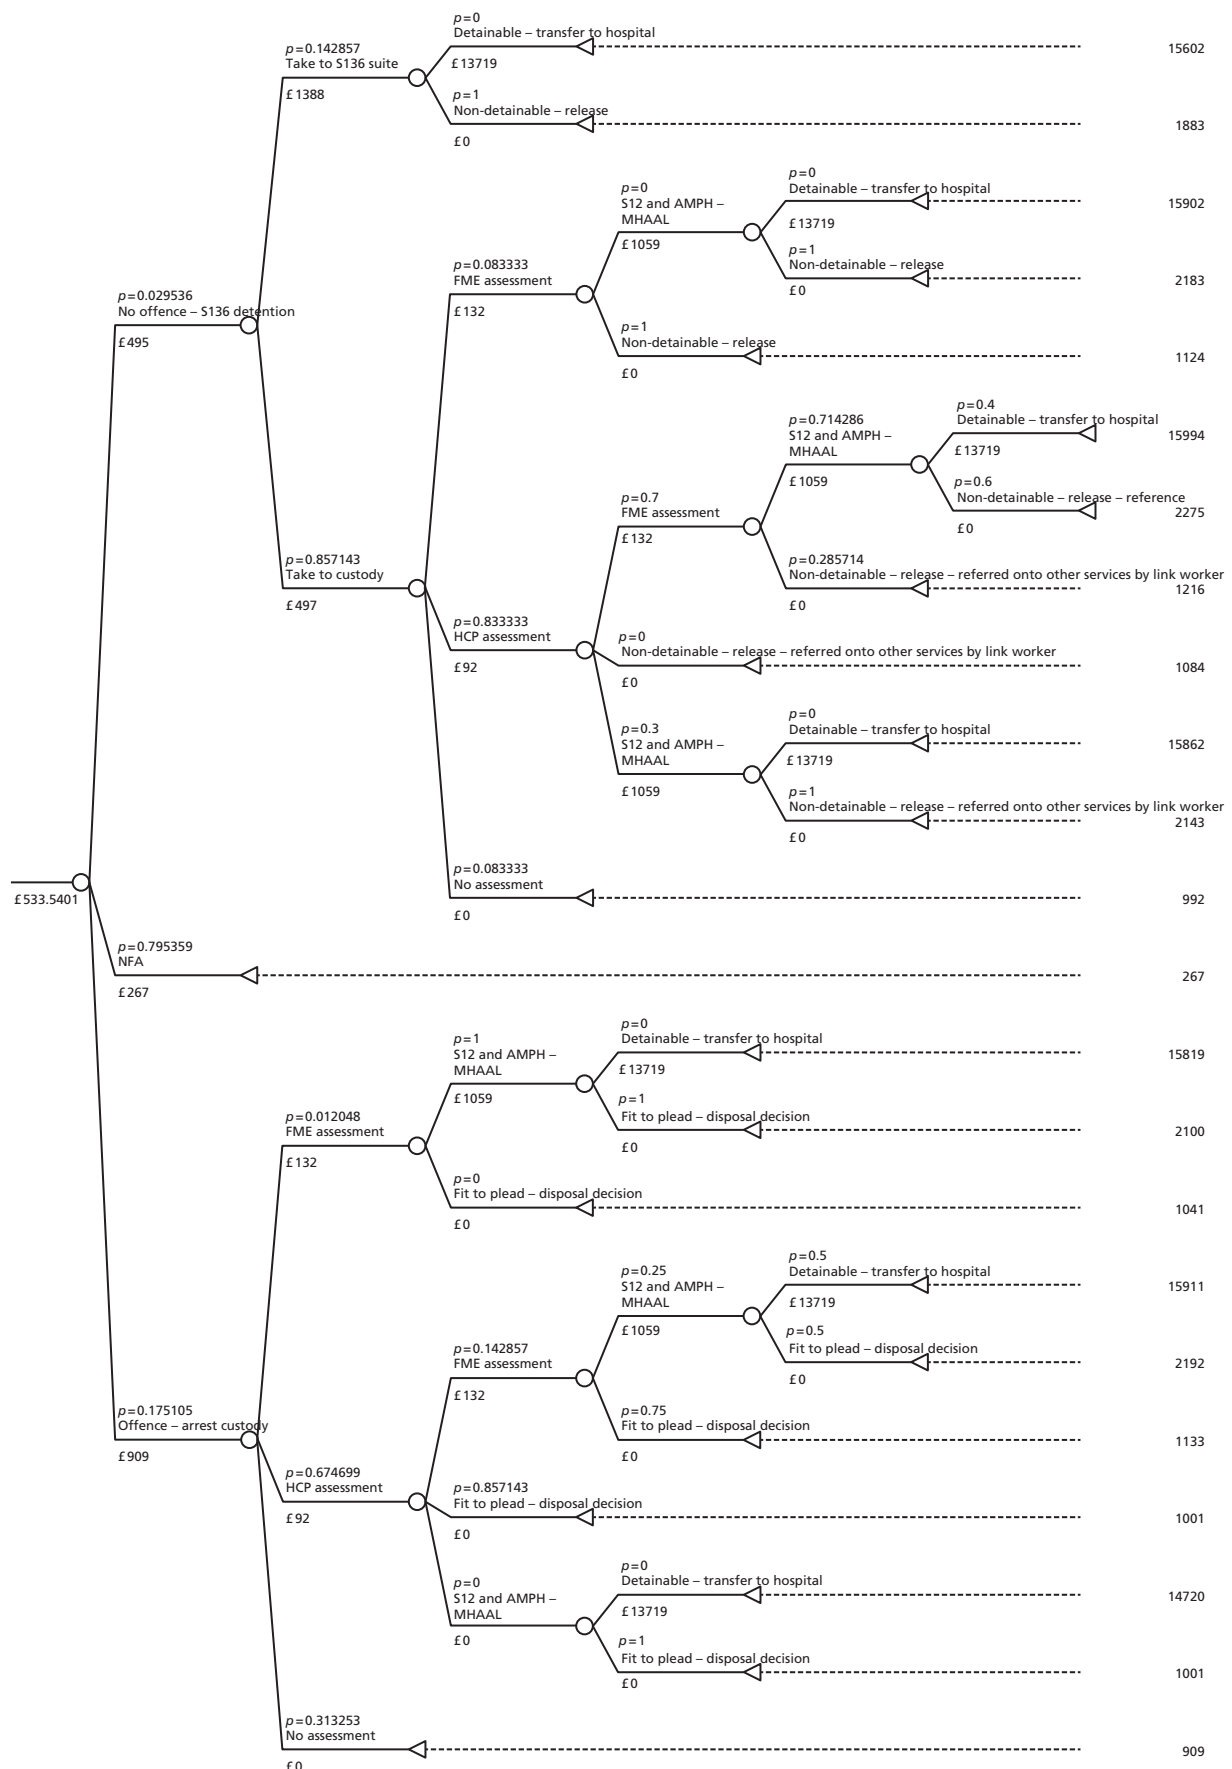 p=0
Detainable – transfer to hospital
£13719
15602
p=0.142857
Take to S136 suite
£1388
p=1
Non-detainable – release
£0
1883
p=0
Detainable – transfer to hospital
£13719
15902
p=0
S12 and AMPH –
MHAAL
£1059
p=1
Non-detainable – release
£0
2183
p=0.083333
FME assessment
£132
p=0.029536
No offence – S136 detention
£495
p=1
Non-detainable – release
£0
1124
p=0.4
Detainable – transfer to hospital
£13719
15994
p=0.714286
S12 and AMPH –
MHAAL
£1059
p=0.6
Non-detainable – release – reference
£0
2275
p=0.7
FME assessment
£132
p=0.285714
Non-detainable – release – referred onto other services by link worker
£0
1216
p=0.857143
Take to custody
£497
p=0.833333
HCP assessment
£92
p=0
Non-detainable – release – referred onto other services by link worker
£0
1084
p=0.3
S12 and AMPH –
MHAAL
£1059
p=0
Detainable – transfer to hospital
£13719
15862
p=1
Non-detainable – release – referred onto other services by link worker
£0
2143
p=0.083333
No assessment
£0
992
£533.5401
p=0.795359
NFA
£267
267
p=1
S12 and AMPH –
MHAAL
£1059
p=0
Detainable – transfer to hospital
£13719
15819
p=1
Fit to plead – disposal decision
£0
2100
p=0.012048
FME assessment
£132
p=0
Fit to plead – disposal decision
£0
1041
p=0.5
Detainable – transfer to hospital
£13719
15911
p=0.25
S12 and AMPH –
MHAAL
£1059
p=0.5
Fit to plead – disposal decision
£0
2192
p=0.142857
FME assessment
£132
p=0.75
Fit to plead – disposal decision
£0
1133
p=0.175105
Offence – arrest custody
£909
p=0.674699
HCP assessment
£92
p=0.857143
Fit to plead – disposal decision
£0
1001
p=0
S12 and AMPH –
MHAAL
£0
p=0
Detainable – transfer to hospital
£13719
14720
p=1
Fit to plead – disposal decision
£0
1001
p=0.313253
No assessment
£0
909